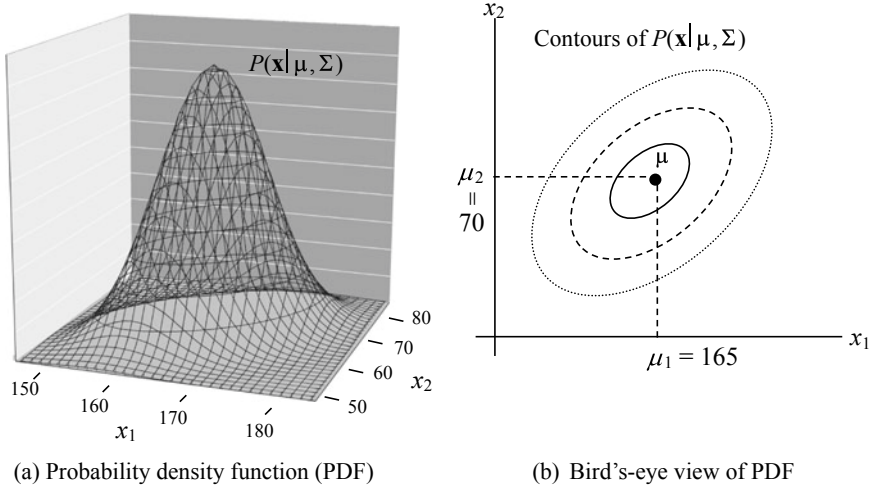 P(x|μ, Σ)
150
160
170
180
x1
80
70
60
50
x2
(a) Probability density function (PDF)
x2
Contours of P(x|μ, Σ)
μ
μ2
=
70
μ1 = 165
x1
(b) Bird's-eye view of PDF